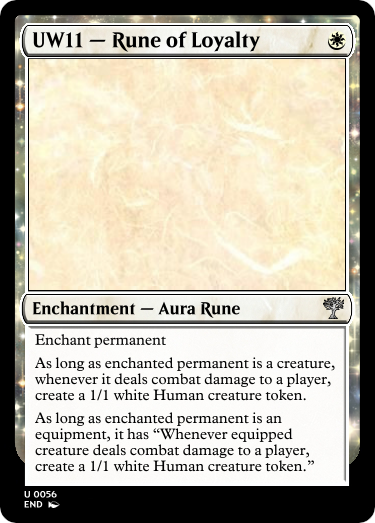 UW11 — Rune of Loyalty
Enchantment — Aura Rune
Enchant permanent
As long as enchanted permanent is a creature,
whenever it deals combat damage to a player,
create a 1/1 white Human creature token.
As long as enchanted permanent is an
equipment, it has “Whenever equipped
creature deals combat damage to a player,
create a 1/1 white Human creature token.”
U 0056
END